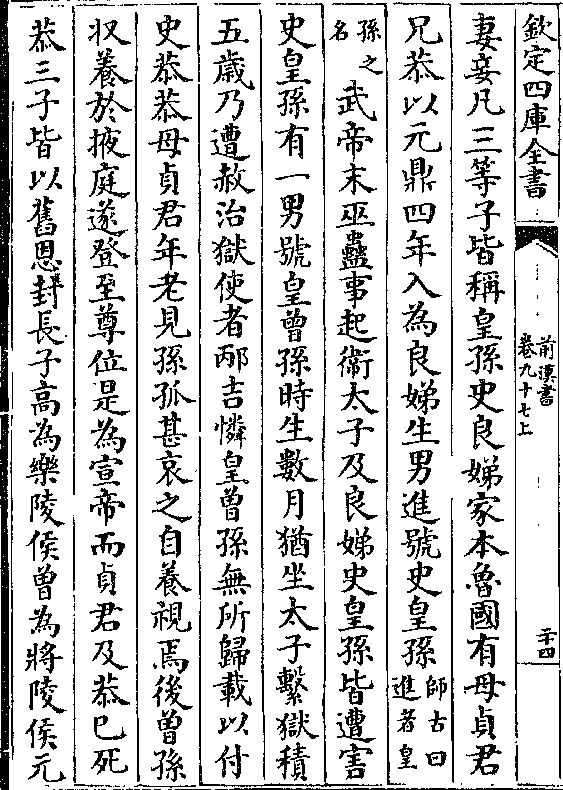 欽定四庫全書
前漢書
卷九十七上
二十四
妻妾凡三等子皆稱皇孫史良娣家本魯國有母貞君
兄恭以元鼎四年入為良娣生男進號史皇孫師古曰進者皇
孫之名武帝末巫蠱事起衞太子及良娣史皇孫皆遭害
史皇孫有一男號皇曾孫時生數月猶坐太子繫獄積
五歲乃遭赦治獄使者邴吉憐皇曾孫無所歸載以付
史恭恭母貞君年老見孫孤甚哀之自養視焉後曾孫
収養於掖庭遂登至尊位是為宣帝而貞君及恭已死
恭三子皆以舊恩封長子高為樂陵侯曾為將陵侯元